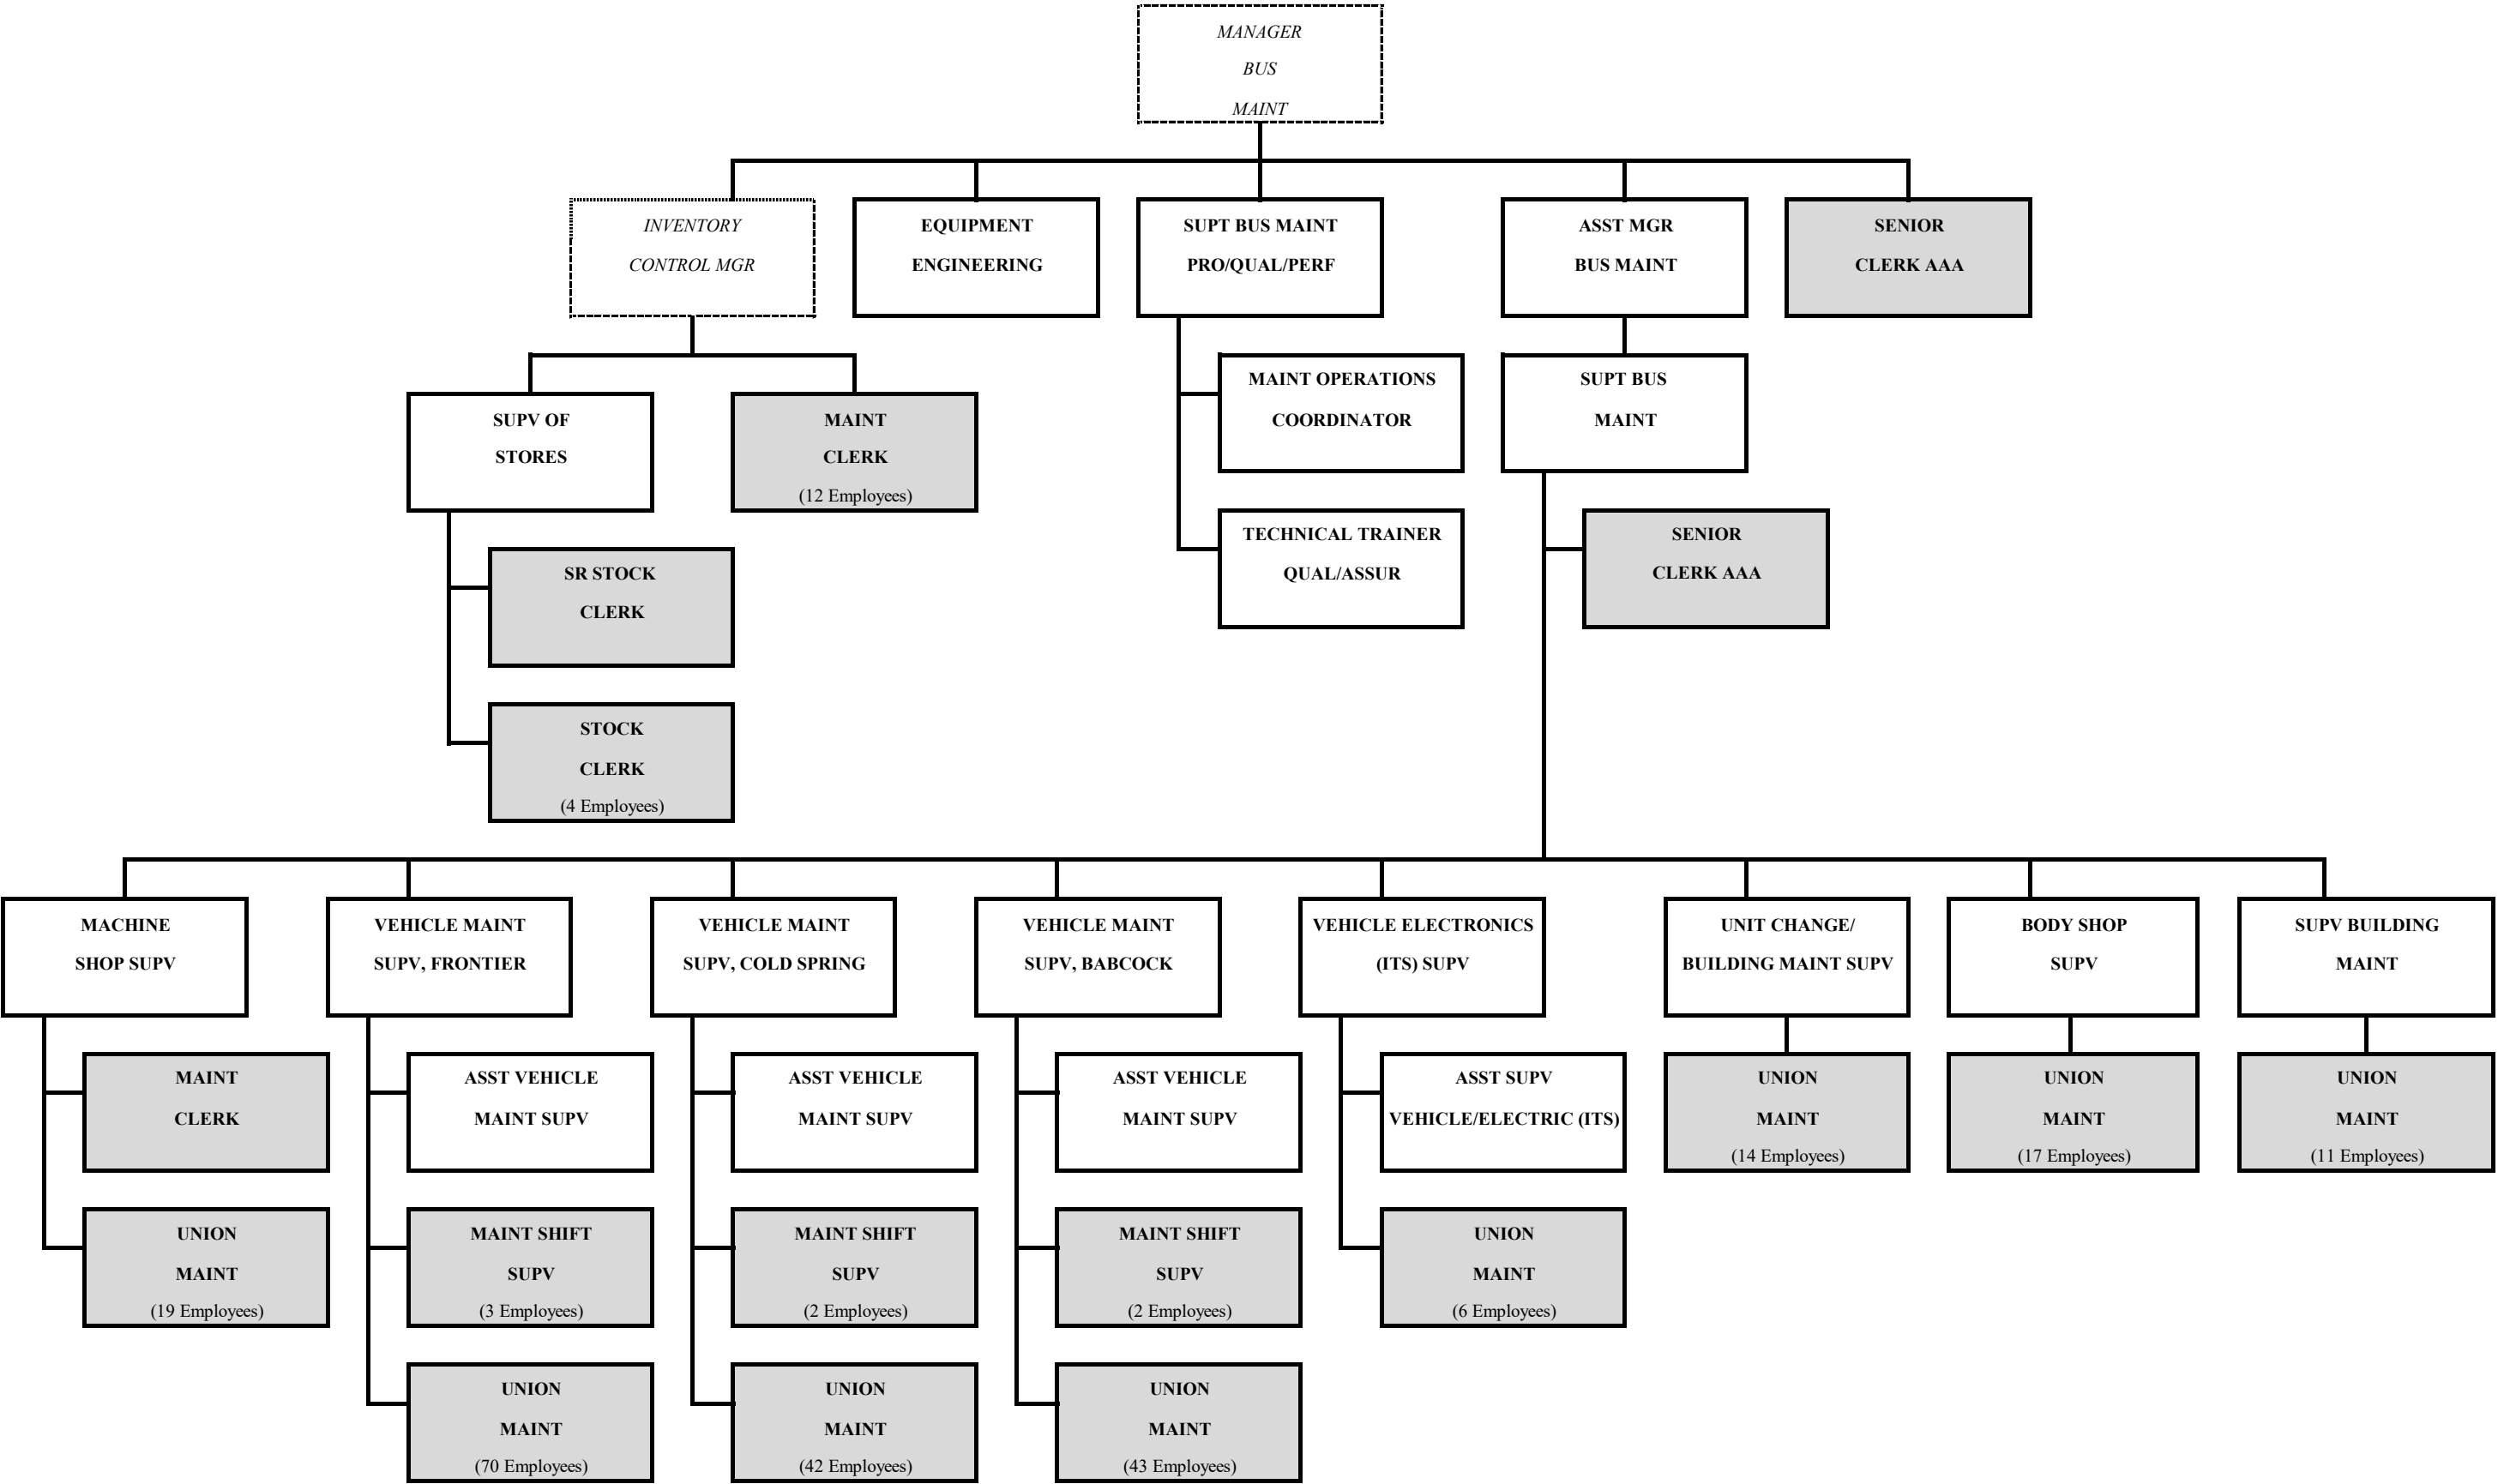 MANAGER
BUS
MAINT
INVENTORY
CONTROL MGR
EQUIPMENT
ENGINEERING
SUPT BUS MAINT
PRO/QUAL/PERF
ASST MGR
BUS MAINT
SENIOR
CLERK AAA
SUPV OF
STORES
MAINT
CLERK
(12 Employees)
MAINT OPERATIONS
COORDINATOR
SUPT BUS
MAINT
TECHNICAL TRAINER
QUAL/ASSUR
SENIOR
CLERK AAA
SR STOCK
CLERK
STOCK
CLERK
(4 Employees)
MACHINE
SHOP SUPV
VEHICLE MAINT
SUPV, FRONTIER
VEHICLE MAINT
SUPV, COLD SPRING
VEHICLE MAINT
SUPV, BABCOCK
VEHICLE ELECTRONICS
(ITS) SUPV
UNIT CHANGE/
BUILDING MAINT SUPV
BODY SHOP
SUPV
SUPV BUILDING
MAINT
MAINT
CLERK
ASST VEHICLE
MAINT SUPV
ASST VEHICLE
MAINT SUPV
ASST VEHICLE
MAINT SUPV
ASST SUPV
VEHICLE/ELECTRIC (ITS)
UNION
MAINT
(14 Employees)
UNION
MAINT
(17 Employees)
UNION
MAINT
(11 Employees)
UNION
MAINT
(19 Employees)
MAINT SHIFT
SUPV
(3 Employees)
MAINT SHIFT
SUPV
(2 Employees)
MAINT SHIFT
SUPV
(2 Employees)
UNION
MAINT
(6 Employees)
UNION
MAINT
(70 Employees)
UNION
MAINT
(42 Employees)
UNION
MAINT
(43 Employees)